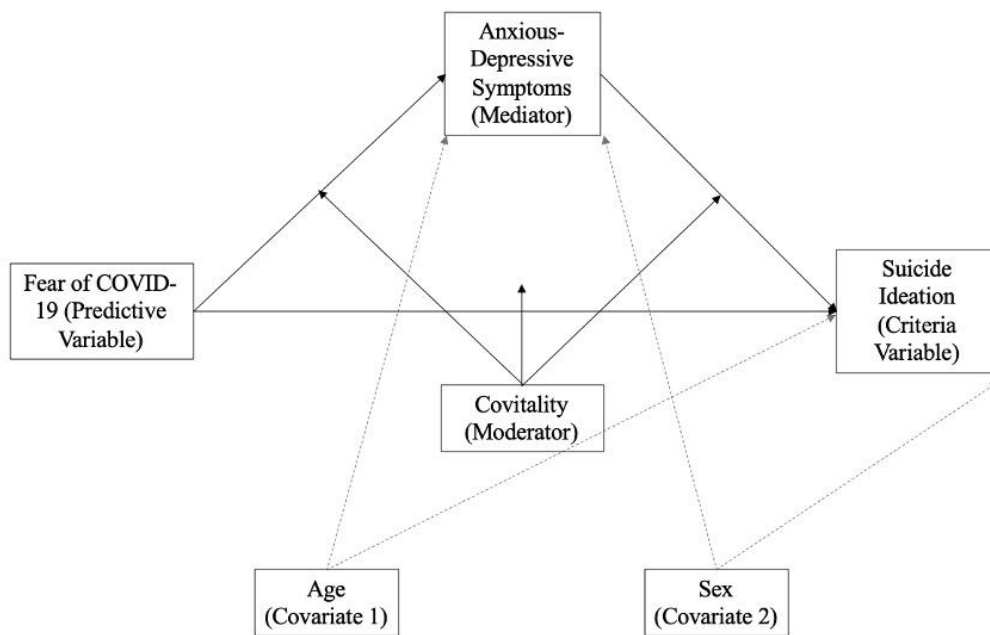 Anxious-
Depressive
Symptoms
(Mediator)
Fear of COVID-
19 (Predictive
Variable)
Suicide
Ideation
(Criteria
Variable)
Covitality
(Moderator)
Age
(Covariate 1)
Sex
(Covariate 2)